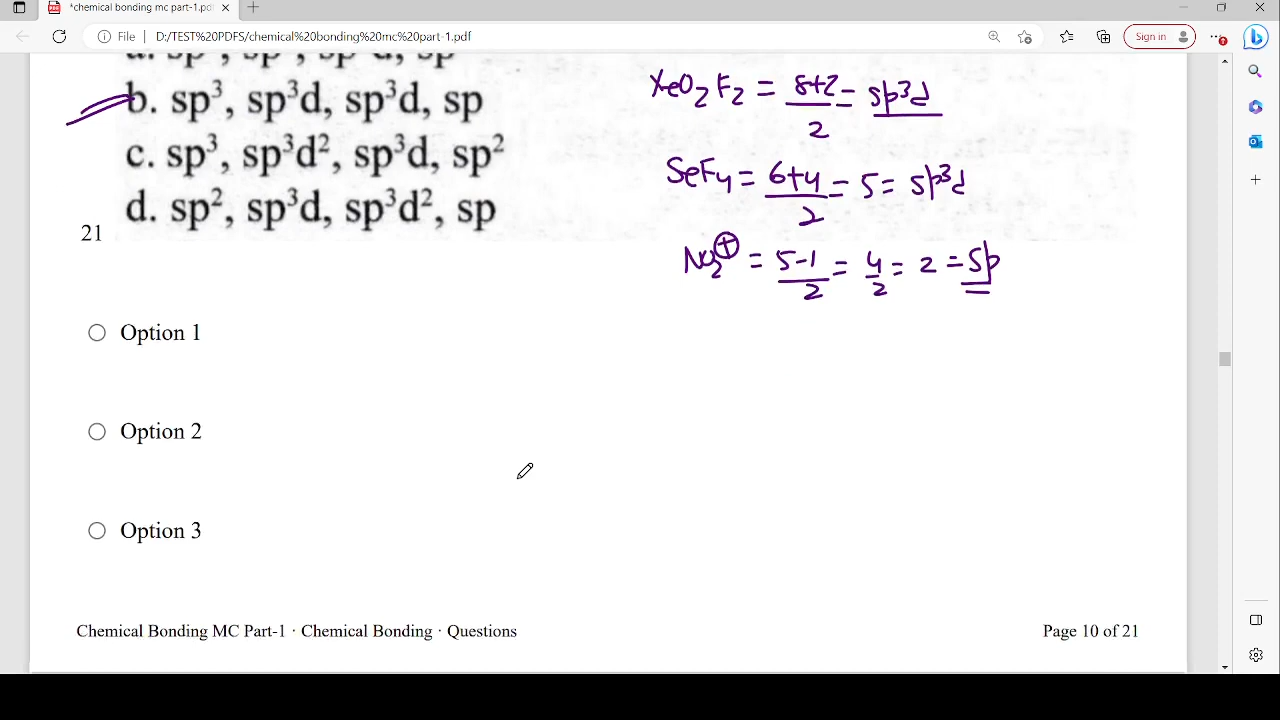 *chemical bonding mc part-1.pdf
File D:/TEST%20PDFS/chemical%20bonding%20mc%20part-1.pdf
Sign in
b. sp³, sp³d, sp³d, sp
c. sp³, sp³d², sp³d, sp²
d. sp², sp³d, sp³d², sp
21
XeO₂F₂ = 8+2/2 = sp³d
SeF₄ = 6+4/2 = 5 = sp³d
NO₂⊕ = 5-1/2 = 4/2 = 2 = sp
Option 1
Option 2
Option 3
Chemical Bonding MC Part-1 · Chemical Bonding · Questions
Page 10 of 21